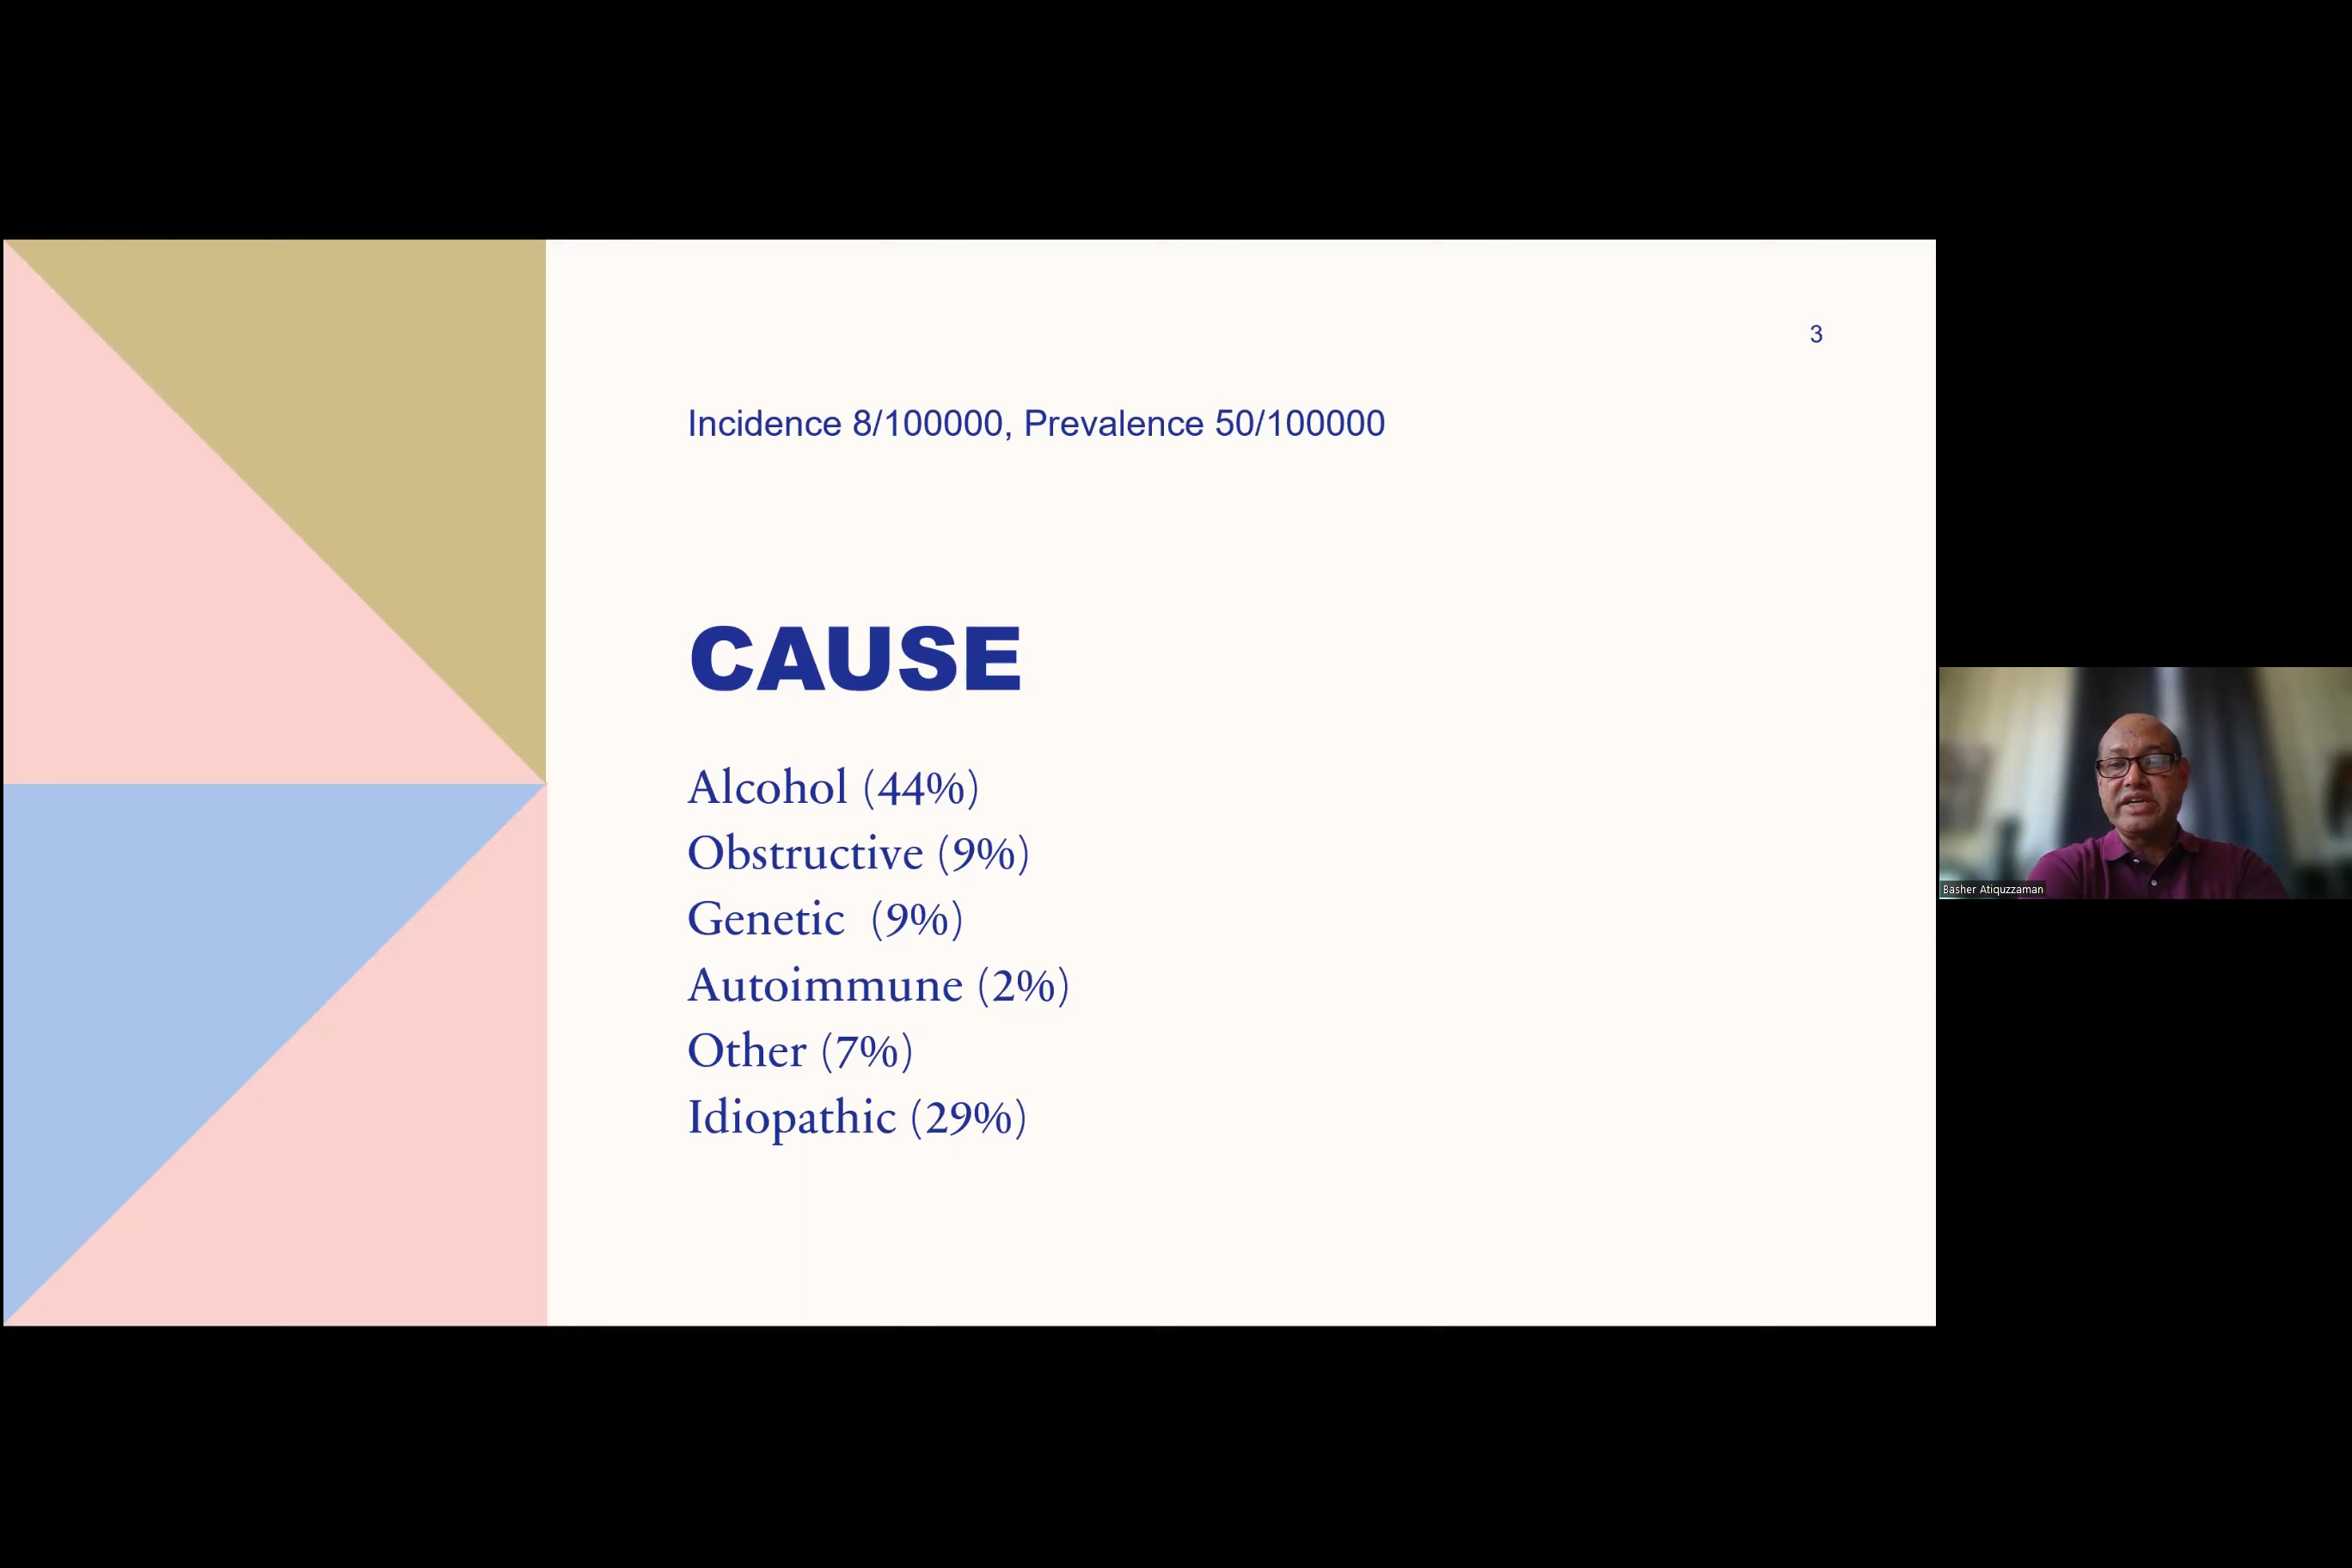 3
Incidence 8/100000, Prevalence 50/100000
CAUSE
Alcohol (44%)
Obstructive (9%)
Genetic  (9%)
Autoimmune (2%)
Other (7%)
Idiopathic (29%)
Basher Atiquzzaman